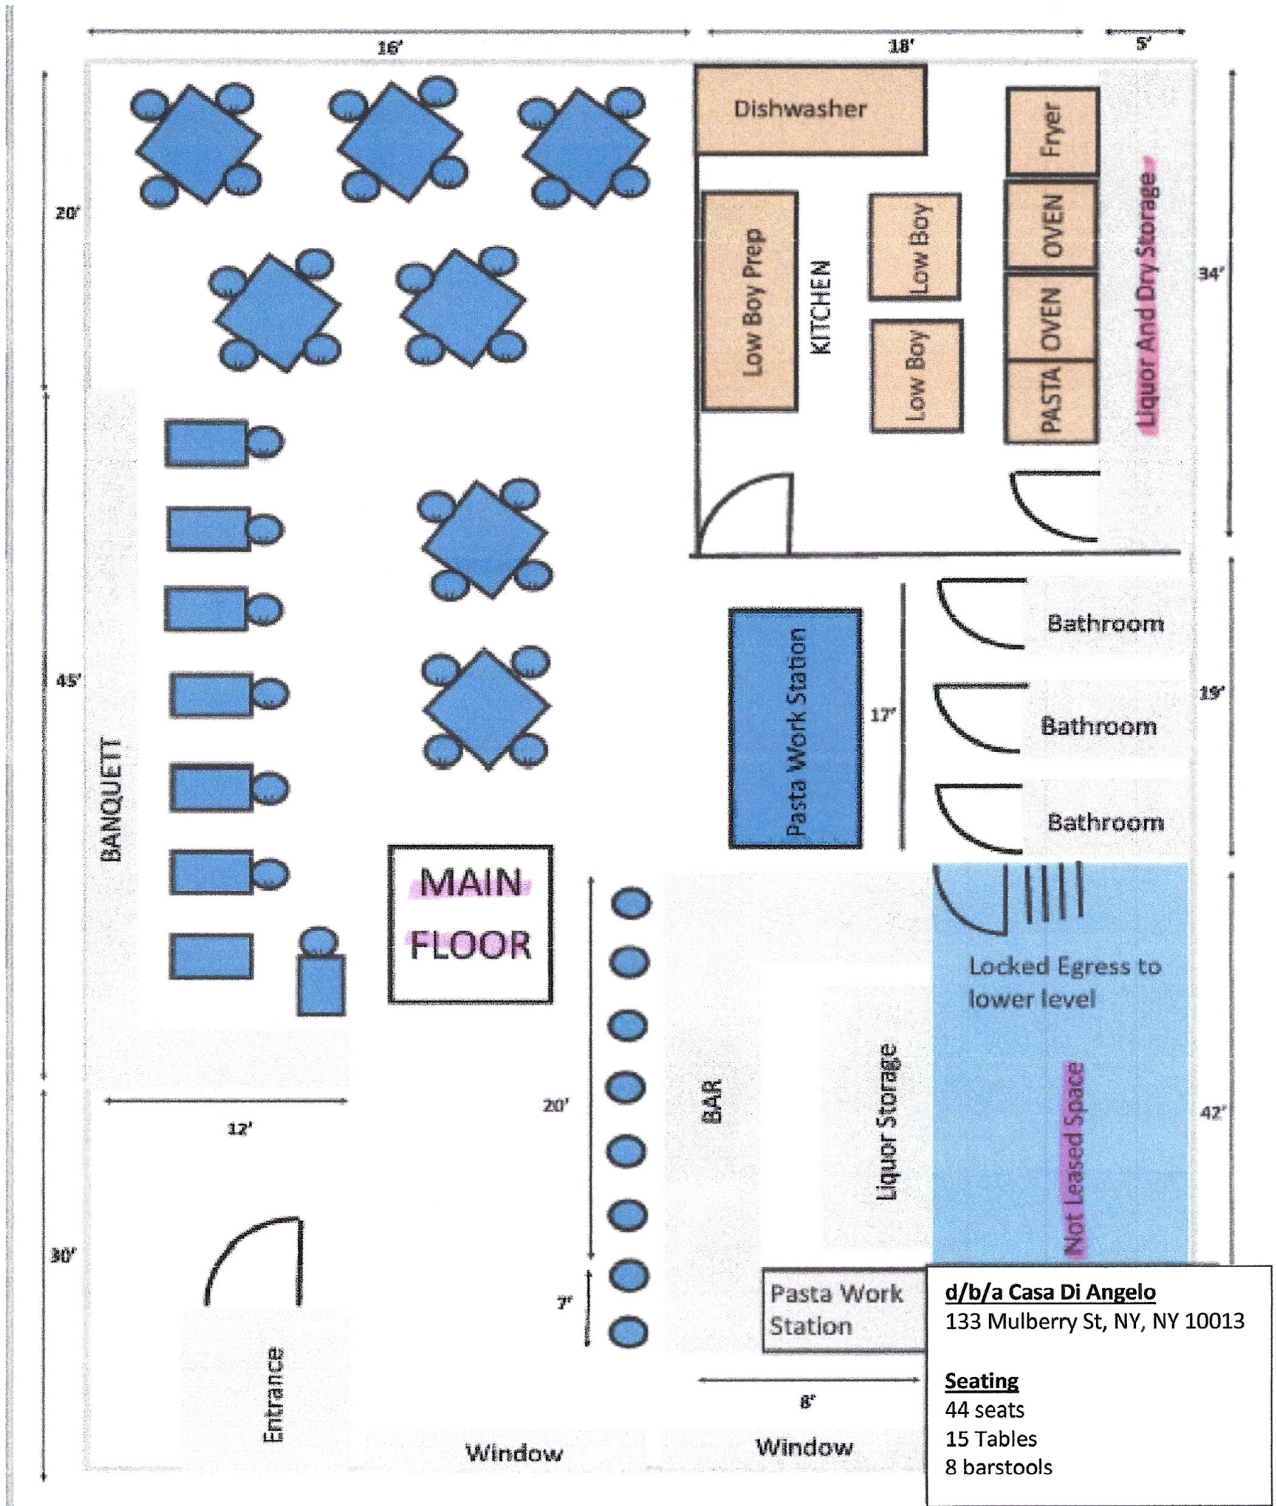 16'
18'
5'
Dishwasher
Fryer
20'
Low Boy Prep
KITCHEN
Low Boy
OVEN
Liquor And Dry Storage
34'
OVEN
Low Boy
PASTA
45'
BANQUETT
Pasta Work Station
17'
Bathroom
19'
Bathroom
Bathroom
MAIN
FLOOR
Locked Egress to
lower level
12'
20'
BAR
Liquor Storage
Not Leased Space
42'
30'
7'
Pasta Work
Station
8'
Entrance
Window
Window
d/b/a Casa Di Angelo
133 Mulberry St, NY, NY 10013
Seating
44 seats
15 Tables
8 barstools